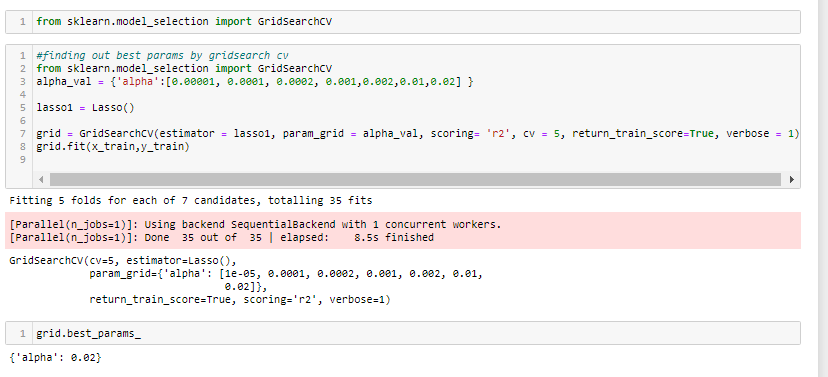 1 from sklearn.model_selection import GridSearchCV
1 #finding out best params by gridsearch cv
2 from sklearn.model_selection import GridSearchCV
3 alpha_val = {'alpha':[0.00001, 0.0001, 0.0002, 0.001,0.002,0.01,0.02] }
4
5 lasso1 = Lasso()
6
7 grid = GridSearchCV(estimator = lasso1, param_grid = alpha_val, scoring= 'r2', cv = 5, return_train_score=True, verbose = 1)
8 grid.fit(x_train,y_train)
9
Fitting 5 folds for each of 7 candidates, totalling 35 fits
[Parallel(n_jobs=1)]: Using backend SequentialBackend with 1 concurrent workers.
[Parallel(n_jobs=1)]: Done  35 out of  35 | elapsed:    8.5s finished
GridSearchCV(cv=5, estimator=Lasso(),
             param_grid={'alpha': [1e-05, 0.0001, 0.0002, 0.001, 0.002, 0.01,
                                   0.02]},
             return_train_score=True, scoring='r2', verbose=1)
1 grid.best_params_
{'alpha': 0.02}